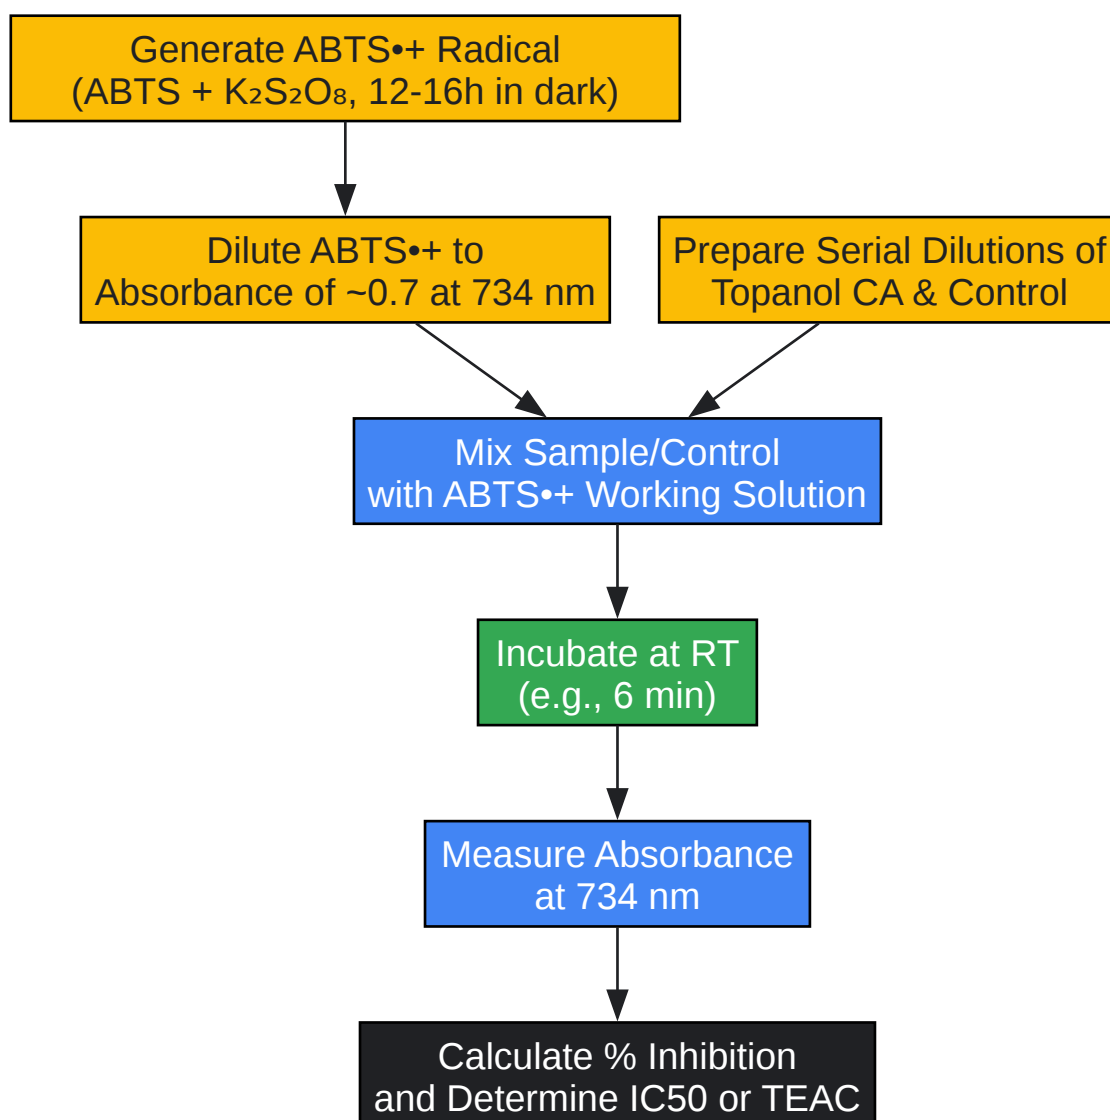 Generate ABTS•+ Radical
(ABTS + K₂S₂O₈, 12-16h in dark)
Dilute ABTS•+ to
Absorbance of ~0.7 at 734 nm
Prepare Serial Dilutions of
Topanol CA & Control
Mix Sample/Control
with ABTS•+ Working Solution
Incubate at RT
(e.g., 6 min)
Measure Absorbance
at 734 nm
Calculate % Inhibition
and Determine IC50 or TEAC